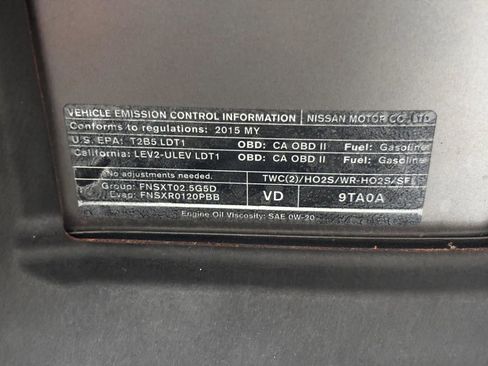 VEHICLE EMISSION CONTROL INFORMATION NISSAN MOTOR CO.,LTD.
Conforms to regulations: 2015 MY
U.S. EPA: T2B5 LDT1 OBD: CA OBD II Fuel: Gasoline
California: LEV2-ULEV LDT1 OBD: CA OBD II Fuel: Gasoline
No adjustments needed. TWC(2)/HO2S/WR-HO2S/SFI
Group: FNSXT02.5G5D
Evap: FNSXR0120PBB VD 9TA0A
Engine Oil Viscosity: SAE 0W-20